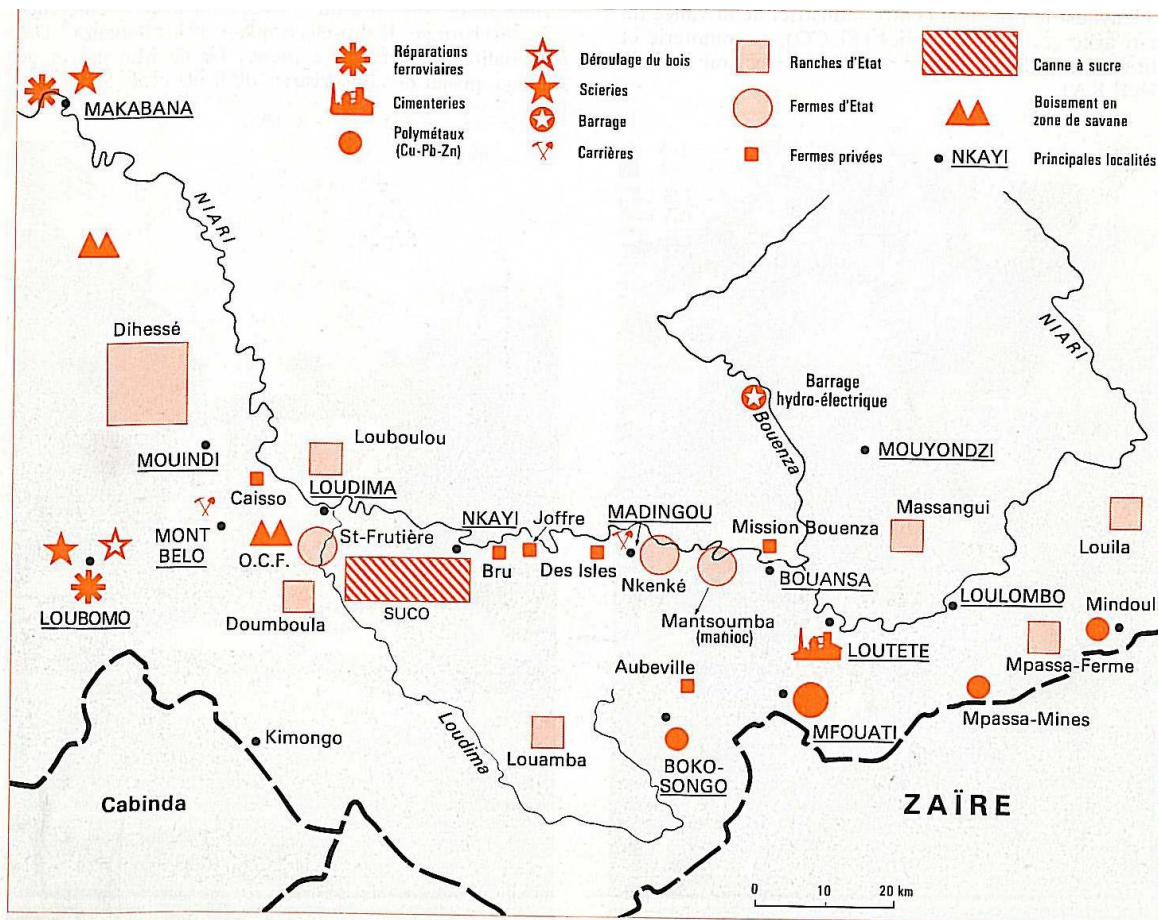 Réparations
ferroviaires
Cimenteries
Polymétaux
(Cu-Pb-Zn)
Déroulage du bois
Scieries
Barrage
Carrières
Ranches d'Etat
Fermes d'Etat
Fermes privées
Canne à sucre
Boisement en
zone de savane
NKAYI
Principales localités
MAKABANA
NIARI
NIARI
Dihessé
Barrage
hydro-électrique
Bouenza
MOUINDI
Louboulou
MOUYONDZI
Caisso
LOUDIMA
Massangui
Louila
MONT
BELO
O.C.F.
St-Frutière
NKAYI
Joffre
MADINGOU
Mission Bouenza
Bru
Des Isles
Nkenké
BOUANSA
LOULOMBO
LOUBOMO
Doumboula
SUCO
Mantsoumba
(manioc)
LOUTETE
Mindouli
Mpassa-Ferme
Aubeville
Mpassa-Mines
MFOUATI
Kimongo
Loudima
Louamba
BOKO-
SONGO
Cabinda
ZAÏRE
0 10 20 km